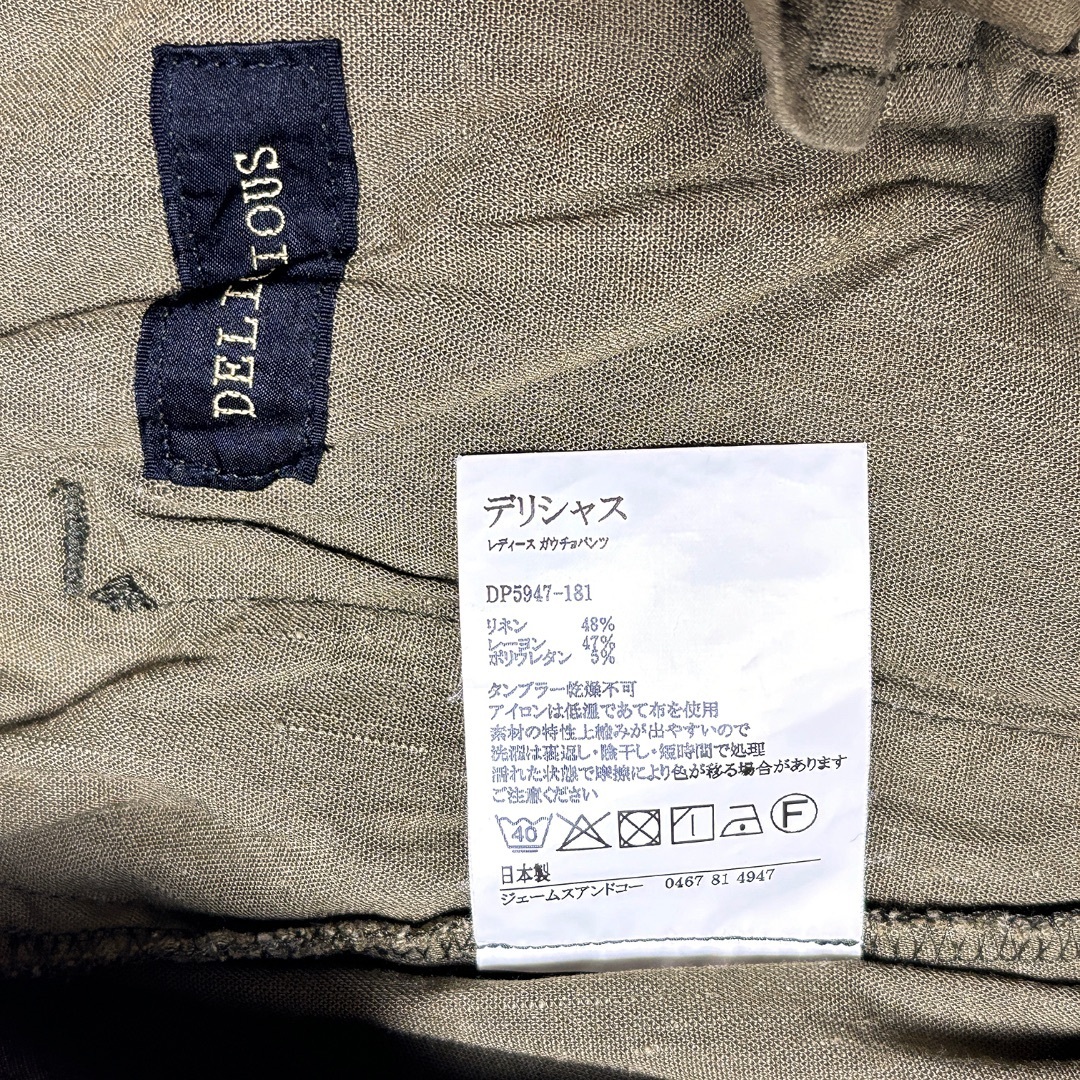 DELICIOUS
デリシャス
レディース ガウチョパンツ
DP5947-181
リネン 48%
レーヨン 47%
ポリウレタン 5%
タンブラー乾燥不可
アイロンは低温であて布を使用
素材の特性上縮みが出やすいので
洗濯は裏返し・陰干し・短時間で処理
濡れた状態で摩擦により色が移る場合があります
ご注意ください
40
F
日本製
ジェームスアンドコー 0467 81 4947